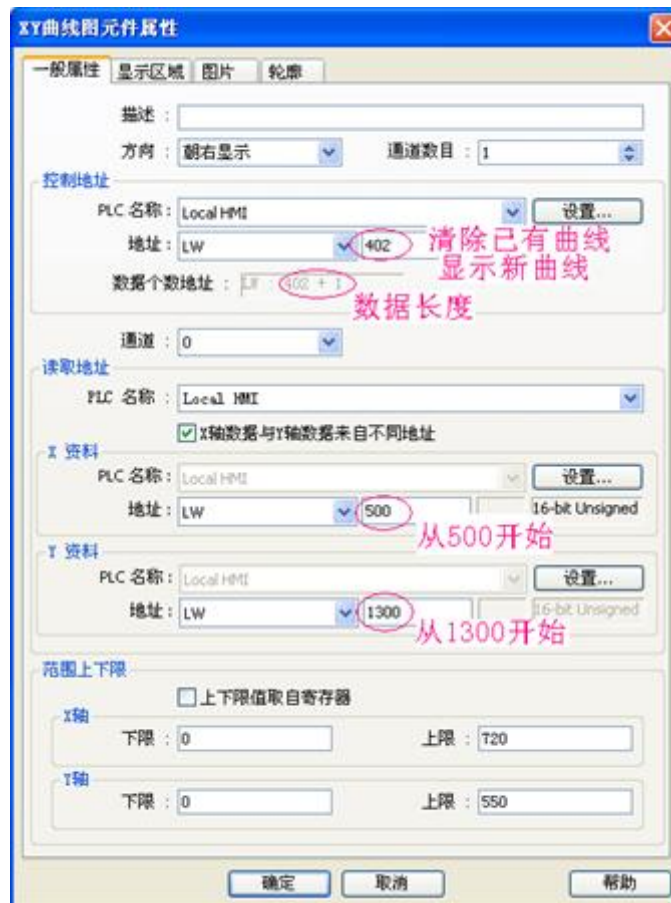 XY曲线图元件属性
一般属性 显示区域 图片 轮廓
描述：
方向：朝右显示 通道数目：1
控制地址
PLC 名称：Local HMI 设置...
地址：LW 402 清除已有曲线
显示新曲线
数据个数地址：LW : 402 + 1
数据长度
通道：0
读取地址
PLC 名称：Local HMI
X轴数据与Y轴数据来自不同地址
X 资料
PLC 名称：Local HMI 设置...
地址：LW 500 16-bit Unsigned
从500开始
Y 资料
PLC 名称：Local HMI 设置...
地址：LW 1300 16-bit Unsigned
从1300开始
范围上下限
上下限值取自寄存器
X轴
下限：0 上限：720
Y轴
下限：0 上限：550
确定 取消 帮助